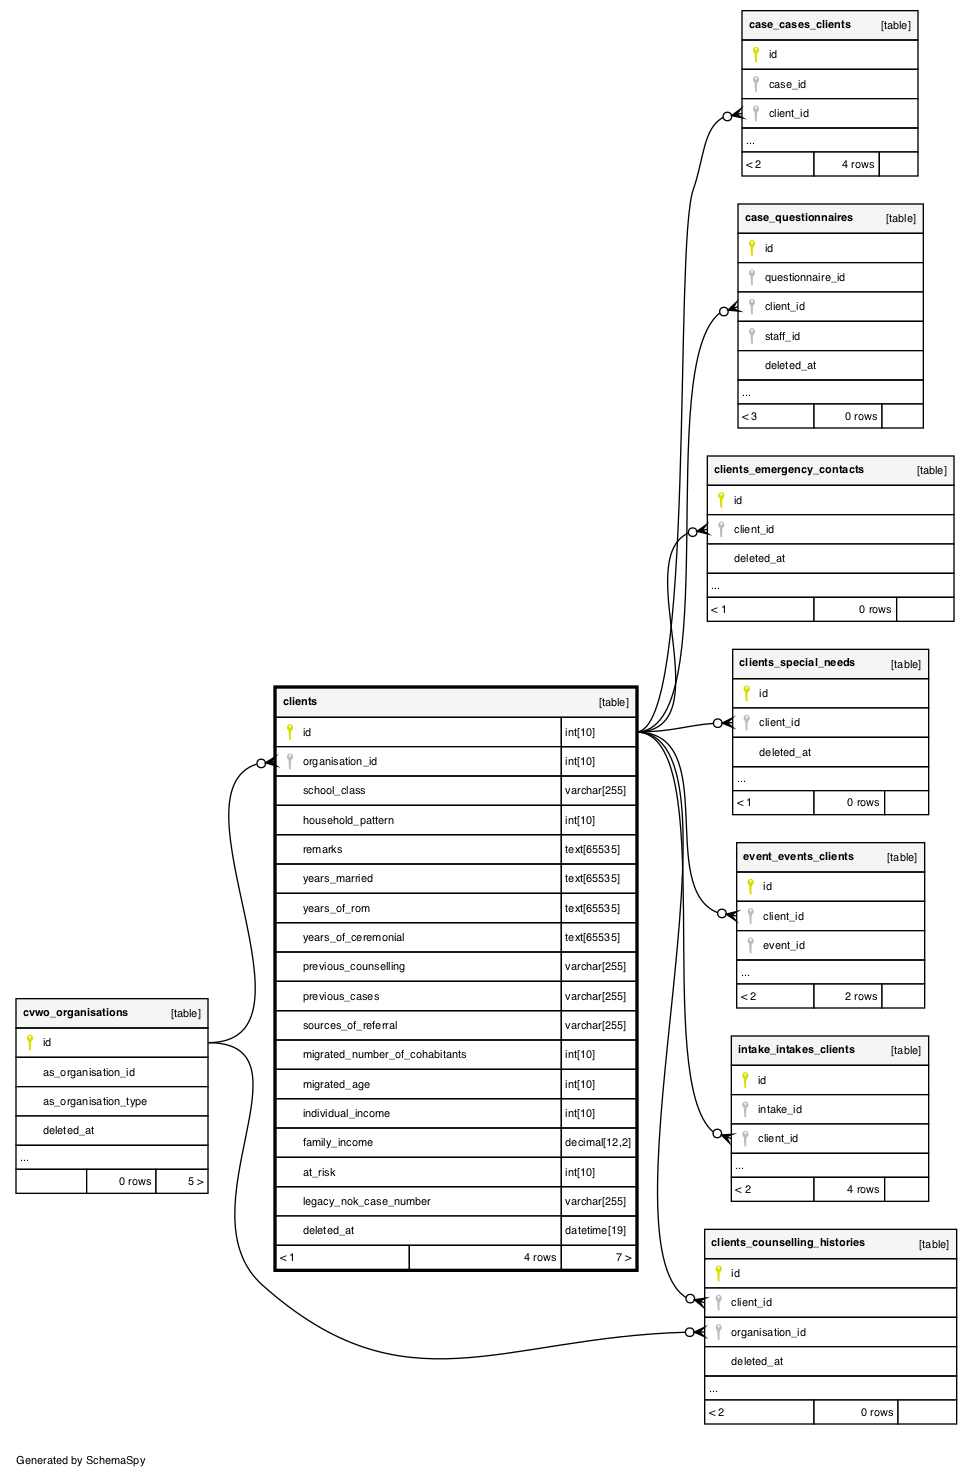 case_cases_clients [table]
id
case_id
client_id
...
< 2 4 rows
case_questionnaires [table]
id
questionnaire_id
client_id
staff_id
deleted_at
...
< 3 0 rows
clients_emergency_contacts [table]
id
client_id
deleted_at
...
< 1 0 rows
clients_special_needs [table]
id
client_id
deleted_at
...
< 1 0 rows
clients [table]
id int[10]
organisation_id int[10]
school_class varchar[255]
household_pattern int[10]
remarks text[65535]
years_married text[65535]
years_of_rom text[65535]
years_of_ceremonial text[65535]
previous_counselling varchar[255]
previous_cases varchar[255]
sources_of_referral varchar[255]
migrated_number_of_cohabitants int[10]
migrated_age int[10]
individual_income int[10]
family_income decimal[12,2]
at_risk int[10]
legacy_nok_case_number varchar[255]
deleted_at datetime[19]
< 1 4 rows 7 >
event_events_clients [table]
id
client_id
event_id
...
< 2 2 rows
cvwo_organisations [table]
id
as_organisation_id
as_organisation_type
deleted_at
...
0 rows 5 >
intake_intakes_clients [table]
id
intake_id
client_id
...
< 2 4 rows
clients_counselling_histories [table]
id
client_id
organisation_id
deleted_at
...
< 2 0 rows
Generated by SchemaSpy